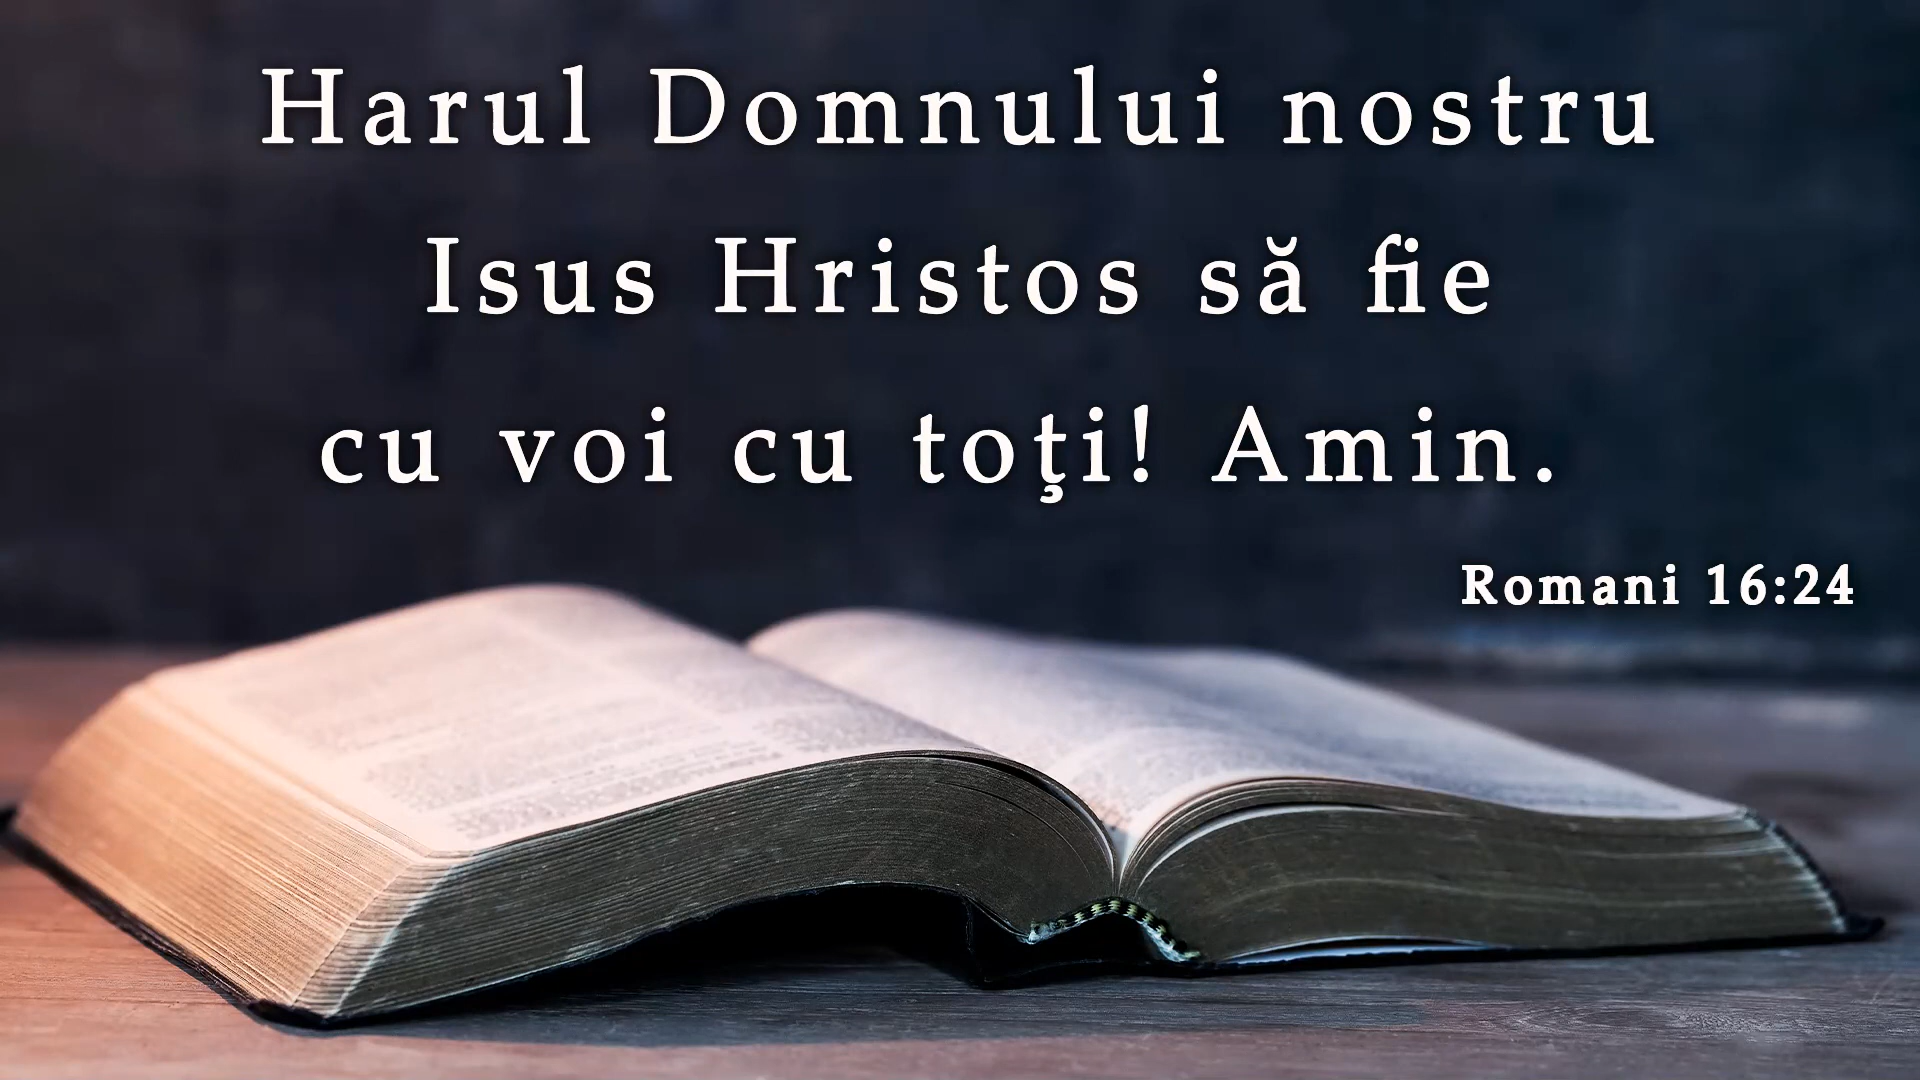 Harul Domnului nostru
Isus Hristos să fie
cu voi cu toţi! Amin.
Romani 16:24